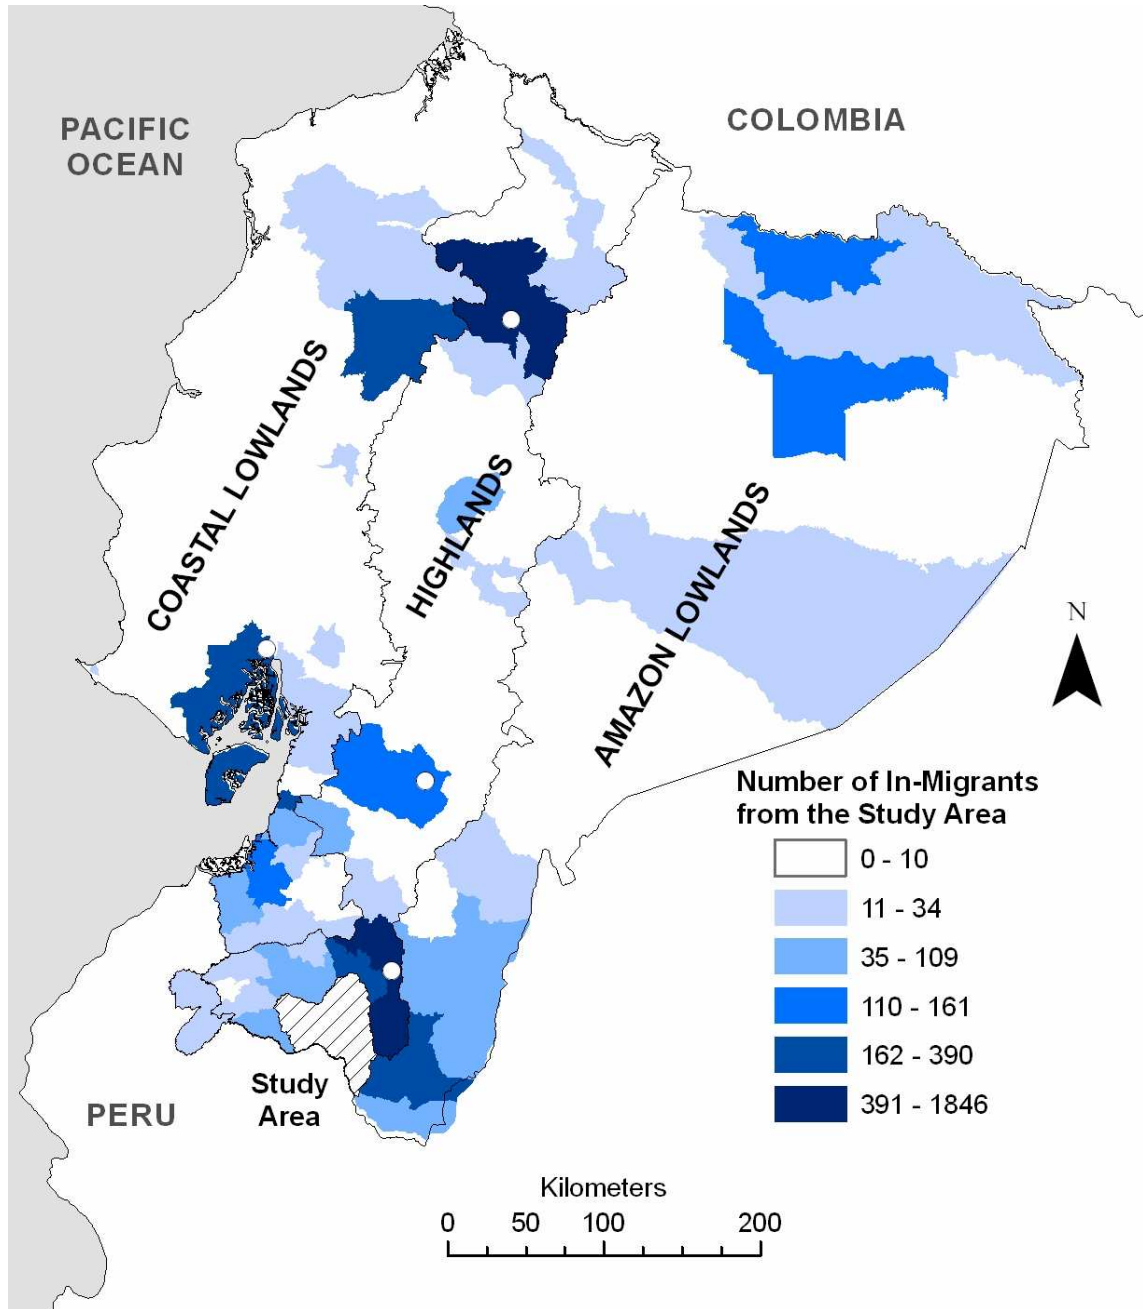 PACIFIC
OCEAN
COLOMBIA
COASTAL LOWLANDS
HIGHLANDS
AMAZON LOWLANDS
N
Number of In-Migrants
from the Study Area
0 - 10
11 - 34
35 - 109
110 - 161
162 - 390
391 - 1846
Study
Area
PERU
Kilometers
0 50 100 200